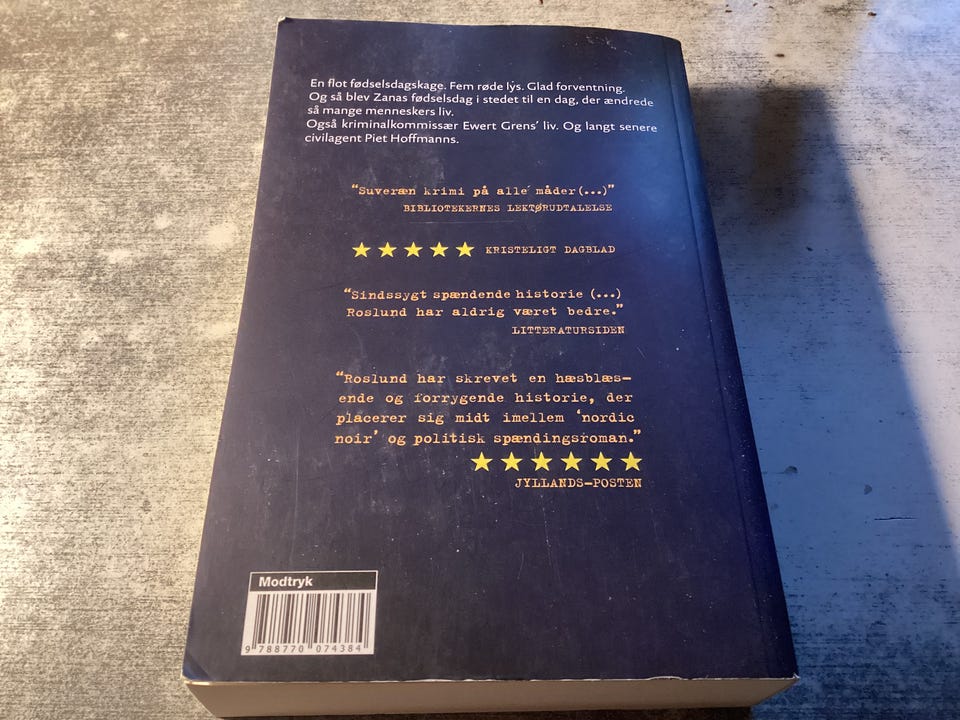 En flot fødselsdagskage. Fem røde lys. Glad forventning.
Og så blev Zanas fødselsdag i stedet til en dag, der ændrede
så mange menneskers liv.
Også kriminalkommissær Ewert Grens’ liv. Og langt senere
civilagent Piet Hoffmanns.
“Suveræn krimi på alle måder(...)”
BIBLIOTEKERNES LEKTØRUDTALELSE
★★★★★ KRISTELIGT DAGBLAD
“Sindssygt spændende historie (...)
Roslund har aldrig været bedre.”
LITTERATURSIDEN
“Roslund har skrevet en hæsblæs-
ende og forrygende historie, der
placerer sig midt imellem ‘nordic
noir’ og politisk spændingsroman.”
★★★★★★
JYLLANDS-POSTEN
Modtryk
9 788770 074384